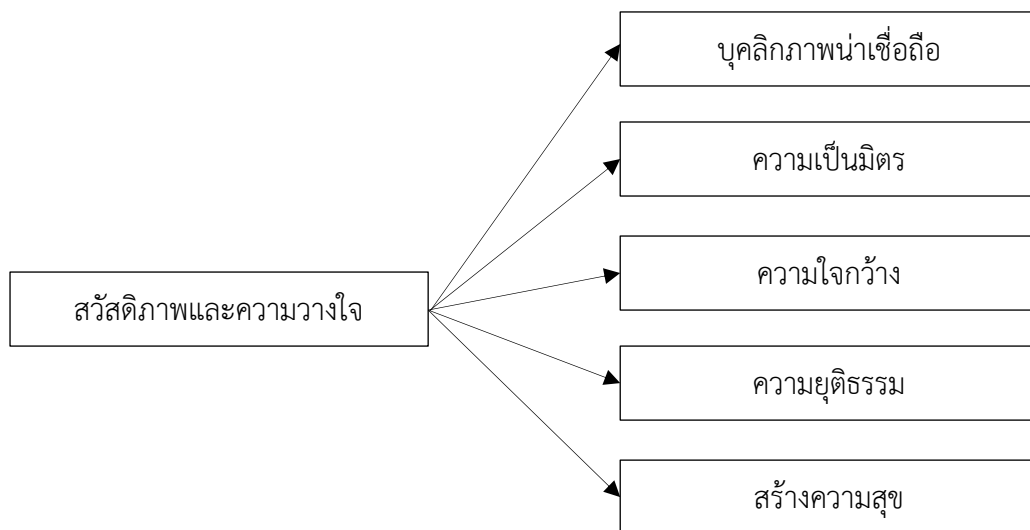 บุคลิกภาพน่าเชื่อถือ
ความเป็นมิตร
ความใจกว้าง
สวัสดิภาพและความวางใจ
ความยุติธรรม
สร้างความสุข